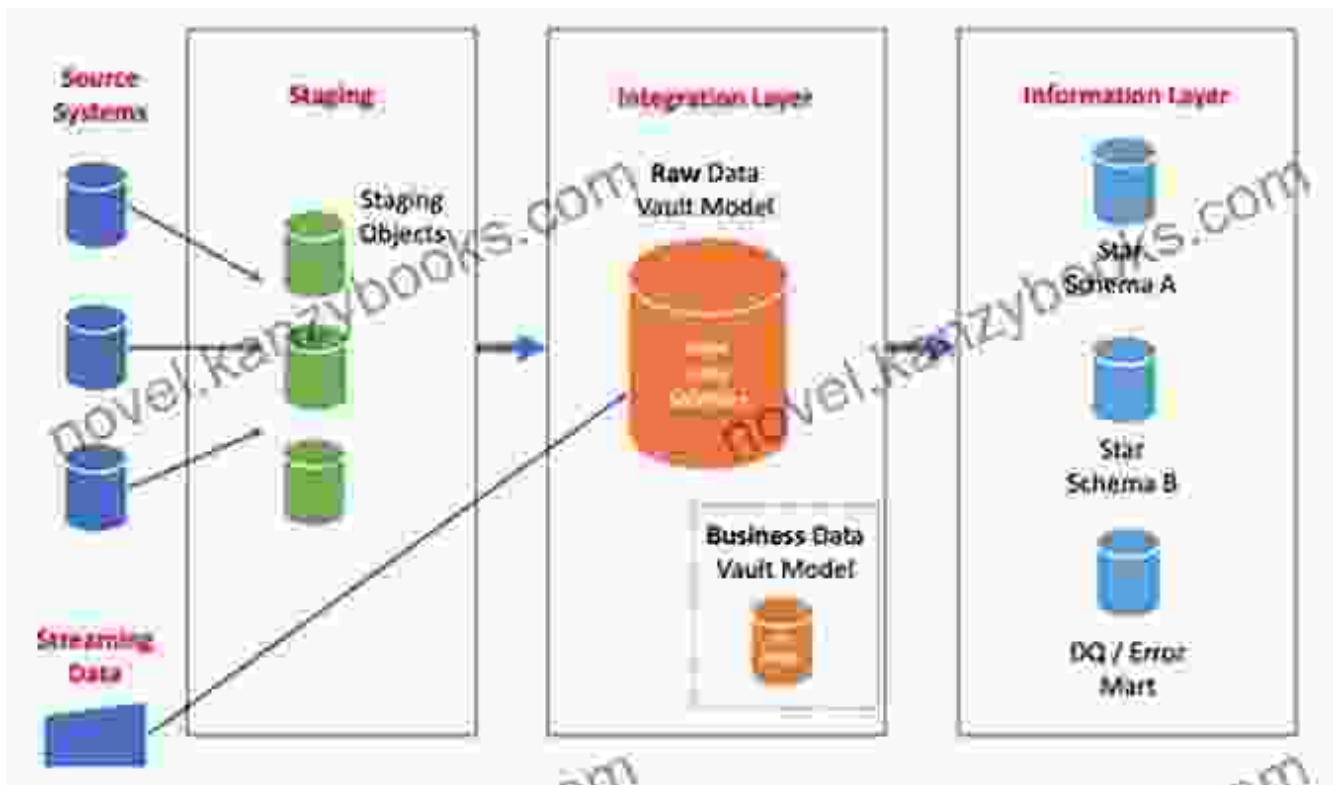 Source
Systems
Staging
Staging
Objects
Integration Layer
Raw Data
Vault Model
Business Data
Vault Model
Information Layer
Star
Schema A
Star
Schema B
DQ / Error
Mart
Streaming
Data
novel.kanzybooks.com
novel.kanzybooks.com